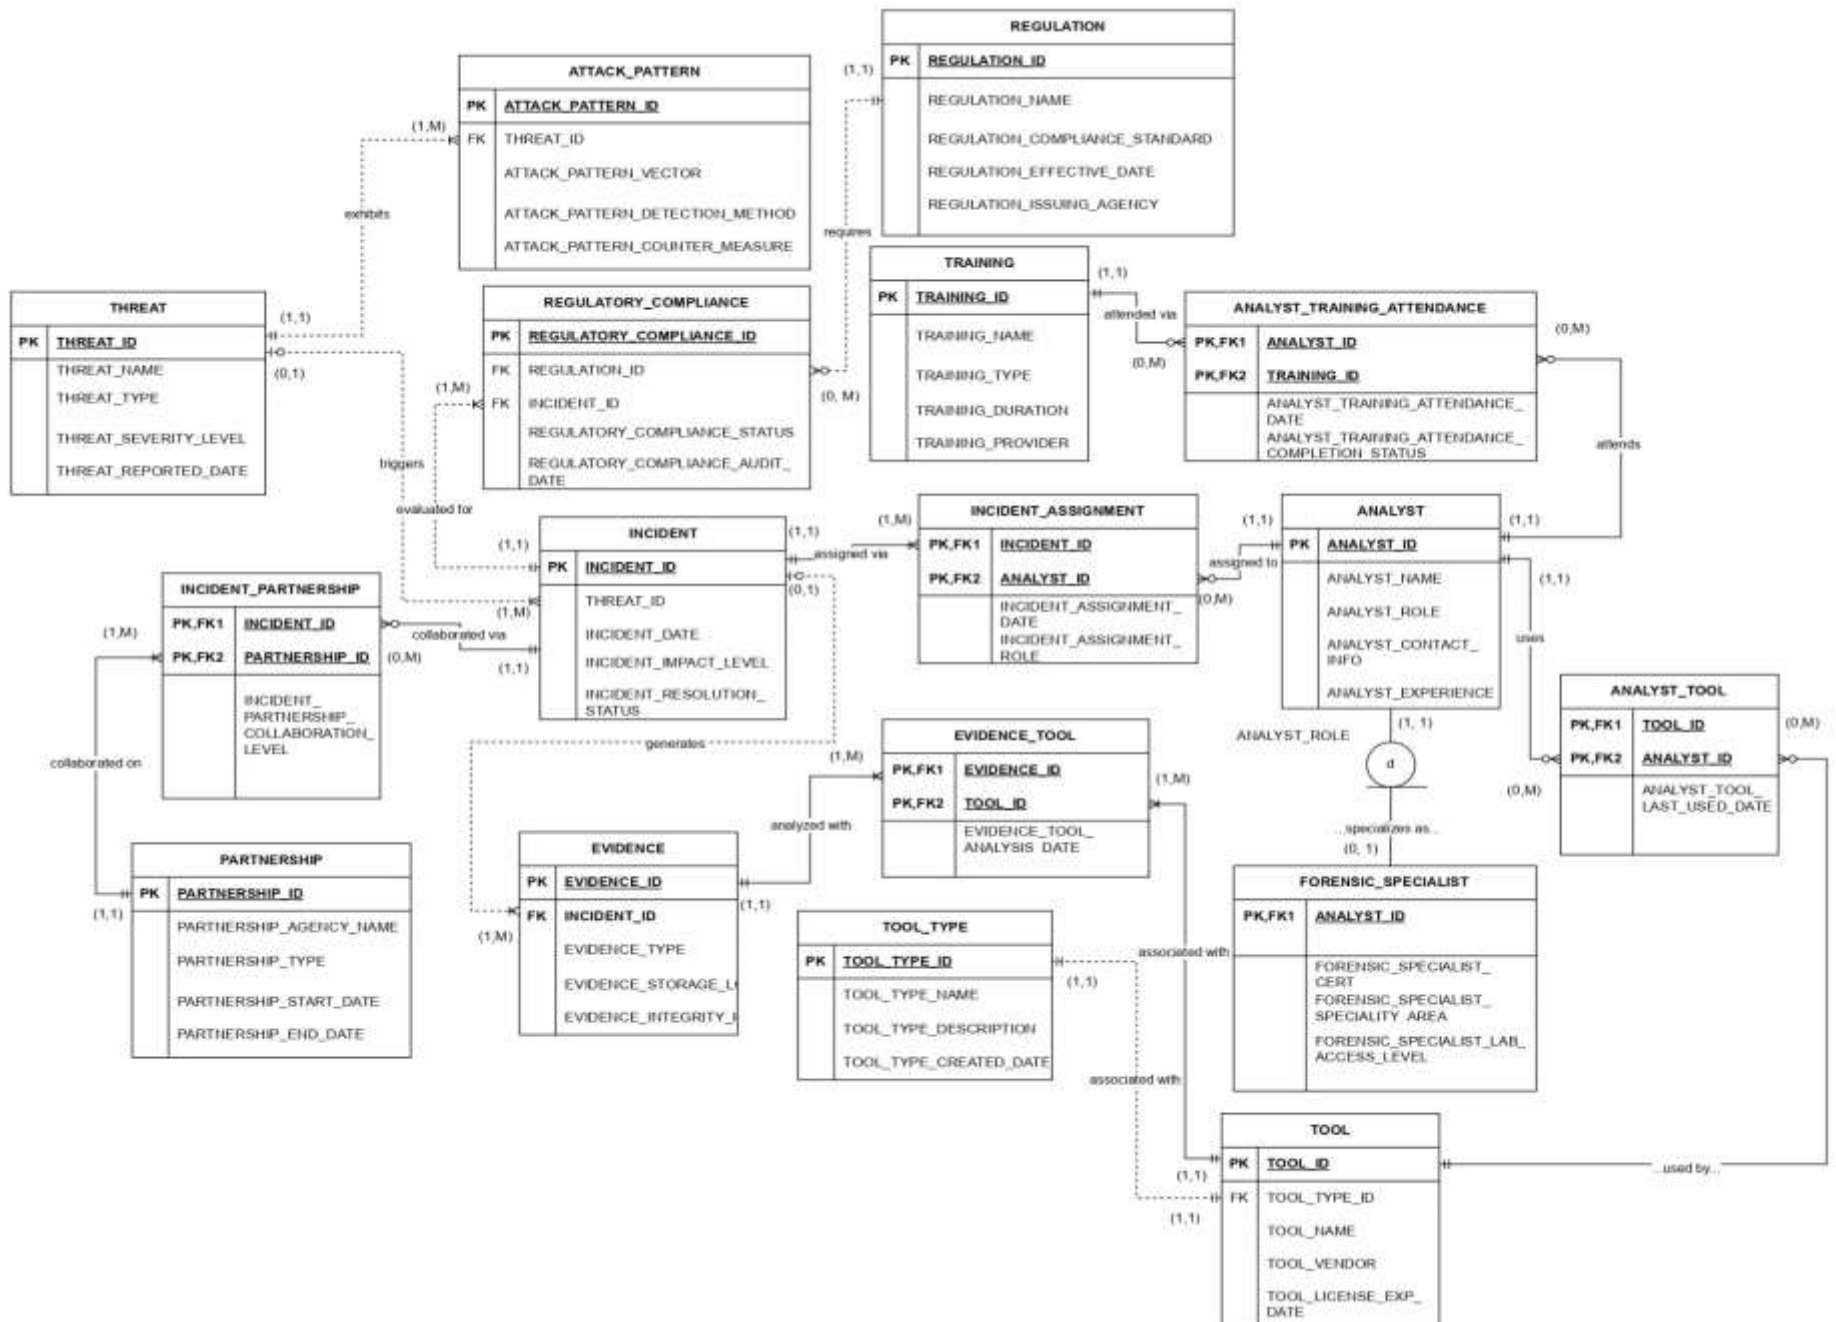 REGULATION
PK REGULATION_ID
REGULATION_NAME
REGULATION_COMPLIANCE_STANDARD
REGULATION_EFFECTIVE_DATE
REGULATION_ISSUING_AGENCY
(1,1)
requires
(0, M)
ATTACK_PATTERN
PK ATTACK_PATTERN_ID
FK THREAT_ID
ATTACK_PATTERN_VECTOR
ATTACK_PATTERN_DETECTION_METHOD
ATTACK_PATTERN_COUNTER_MEASURE
(1,M)
exhibits
(1,1)
THREAT
PK THREAT_ID
THREAT_NAME
THREAT_TYPE
THREAT_SEVERITY_LEVEL
THREAT_REPORTED_DATE
(0,1)
triggers
(1,M)
REGULATORY_COMPLIANCE
PK REGULATORY_COMPLIANCE_ID
FK REGULATION_ID
FK INCIDENT_ID
REGULATORY_COMPLIANCE_STATUS
REGULATORY_COMPLIANCE_AUDIT_
DATE
(1,M)
evaluated for
(1,1)
TRAINING
PK TRAINING_ID
TRAINING_NAME
TRAINING_TYPE
TRAINING_DURATION
TRAINING_PROVIDER
(1,1)
attended via
(0,M)
ANALYST_TRAINING_ATTENDANCE
PK,FK1 ANALYST_ID
PK,FK2 TRAINING_ID
ANALYST_TRAINING_ATTENDANCE_
DATE
ANALYST_TRAINING_ATTENDANCE_
COMPLETION_STATUS
(0,M)
attends
(1,1)
INCIDENT
PK INCIDENT_ID
THREAT_ID
INCIDENT_DATE
INCIDENT_IMPACT_LEVEL
INCIDENT_RESOLUTION_
STATUS
(1,1)
assigned via
(1,M)
(0,1)
generates
(1,M)
INCIDENT_ASSIGNMENT
PK,FK1 INCIDENT_ID
PK,FK2 ANALYST_ID
INCIDENT_ASSIGNMENT_
DATE
INCIDENT_ASSIGNMENT_
ROLE
(0,M)
assigned to
(1,1)
ANALYST
PK ANALYST_ID
ANALYST_NAME
ANALYST_ROLE
ANALYST_CONTACT_
INFO
ANALYST_EXPERIENCE
(1,1)
uses
(0,M)
INCIDENT_PARTNERSHIP
PK,FK1 INCIDENT_ID
PK,FK2 PARTNERSHIP_ID
INCIDENT_
PARTNERSHIP_
COLLABORATION_
LEVEL
(0,M)
collaborated via
(1,1)
(1,M)
collaborated on
(1,1)
PARTNERSHIP
PK PARTNERSHIP_ID
PARTNERSHIP_AGENCY_NAME
PARTNERSHIP_TYPE
PARTNERSHIP_START_DATE
PARTNERSHIP_END_DATE
EVIDENCE
PK EVIDENCE_ID
FK INCIDENT_ID
EVIDENCE_TYPE
EVIDENCE_STORAGE_
EVIDENCE_INTEGRITY_
(1,1)
analyzed with
(1,M)
EVIDENCE_TOOL
PK,FK1 EVIDENCE_ID
PK,FK2 TOOL_ID
EVIDENCE_TOOL_
ANALYSIS_DATE
(1,M)
associated with
(1,1)
ANALYST_TOOL
PK,FK1 TOOL_ID
PK,FK2 ANALYST_ID
ANALYST_TOOL_
LAST_USED_DATE
(0,M)
(1, 1)
ANALYST_ROLE
d
...specializes as...
(0, 1)
FORENSIC_SPECIALIST
PK,FK1 ANALYST_ID
FORENSIC_SPECIALIST_
CERT
FORENSIC_SPECIALIST_
SPECIALITY_AREA
FORENSIC_SPECIALIST_LAB_
ACCESS_LEVEL
TOOL_TYPE
PK TOOL_TYPE_ID
TOOL_TYPE_NAME
TOOL_TYPE_DESCRIPTION
TOOL_TYPE_CREATED_DATE
(1,1)
associated with
(1,1)
TOOL
PK TOOL_ID
FK TOOL_TYPE_ID
TOOL_NAME
TOOL_VENDOR
TOOL_LICENSE_EXP_
DATE
...used by...